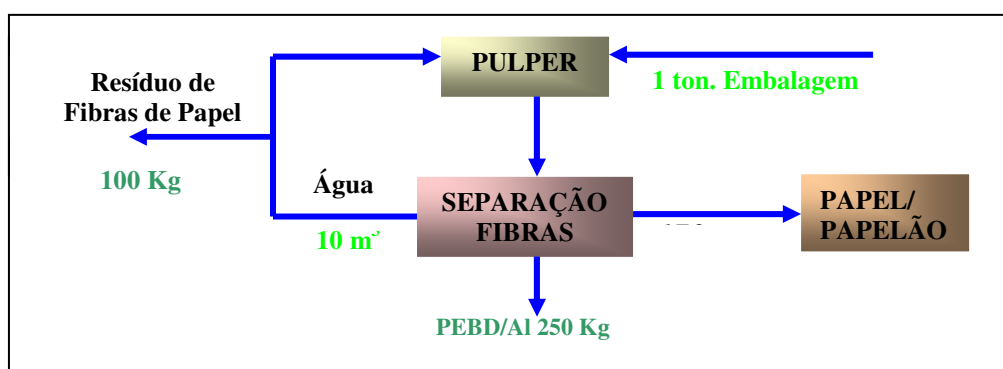 PULPER
1 ton. Embalagem
Resíduo de
Fibras de Papel
100 Kg
Água
10 m³
SEPARAÇÃO
FIBRAS
PAPEL/
PAPELÃO
PEBD/Al 250 Kg